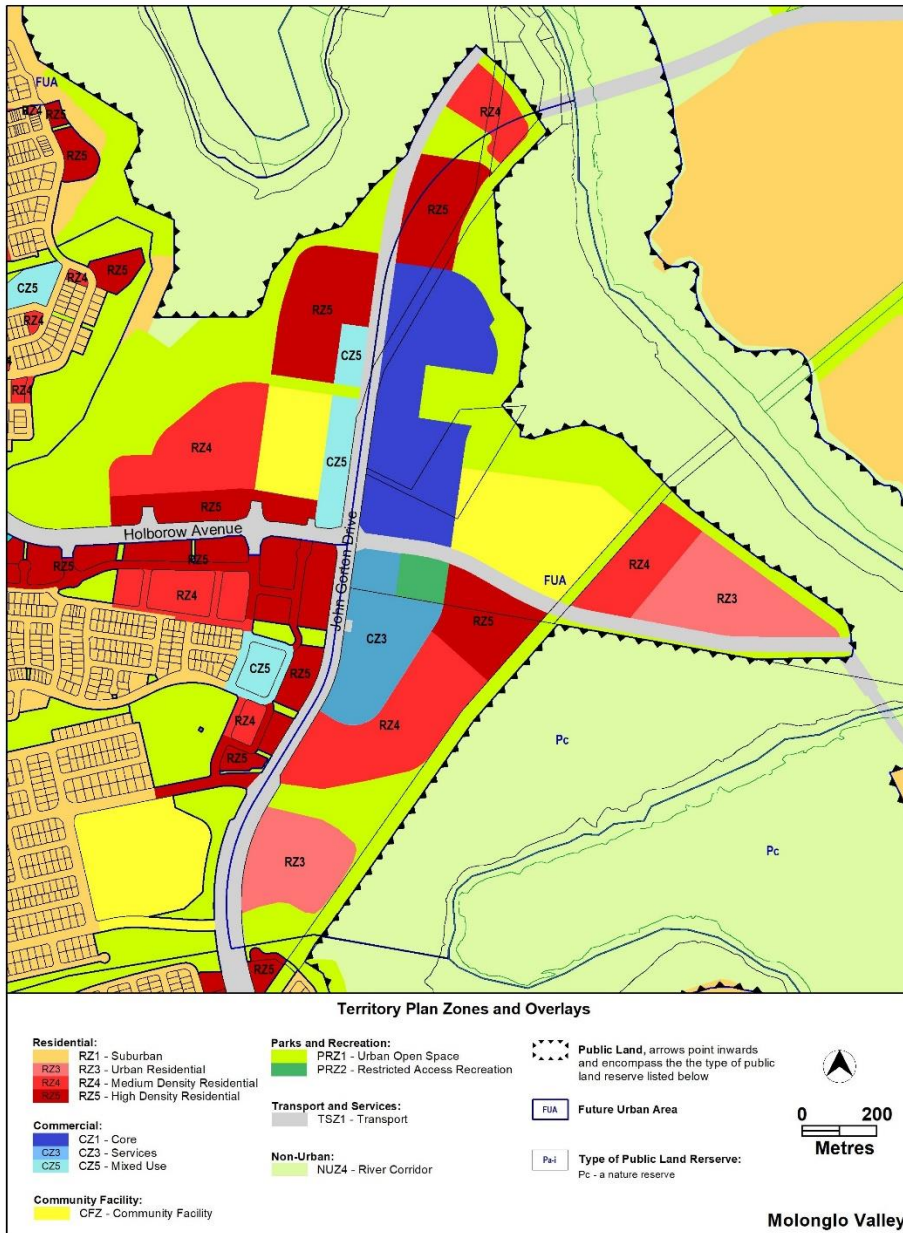 FUA
RZ4
RZ4
RZ5
RZ5
RZ5
RZ5
RZ4
CZ5
RZ5
RZ4
CZ5
RZ4
RZ4
CZ5
RZ5
Holborow Avenue
John Gorton Drive
RZ5
RZ5
RZ4
FUA
RZ4
RZ3
CZ3
RZ5
CZ5
RZ5
RZ4
RZ4
RZ5
Pc
RZ3
Pc
RZ5
Territory Plan Zones and Overlays
Residential:
RZ1 - Suburban
RZ3 RZ3 - Urban Residential
RZ4 RZ4 - Medium Density Residential
RZ5 RZ5 - High Density Residential
Commercial:
CZ1 - Core
CZ3 CZ3 - Services
CZ5 CZ5 - Mixed Use
Community Facility:
CFZ - Community Facility
Parks and Recreation:
PRZ1 - Urban Open Space
PRZ2 - Restricted Access Recreation
Transport and Services:
TSZ1 - Transport
Non-Urban:
NUZ4 - River Corridor
Public Land, arrows point inwards
and encompass the the type of public
land reserve listed below
FUA Future Urban Area
Pa-i Type of Public Land Rerserve:
Pc - a nature reserve
0 200
Metres
Molonglo Valley